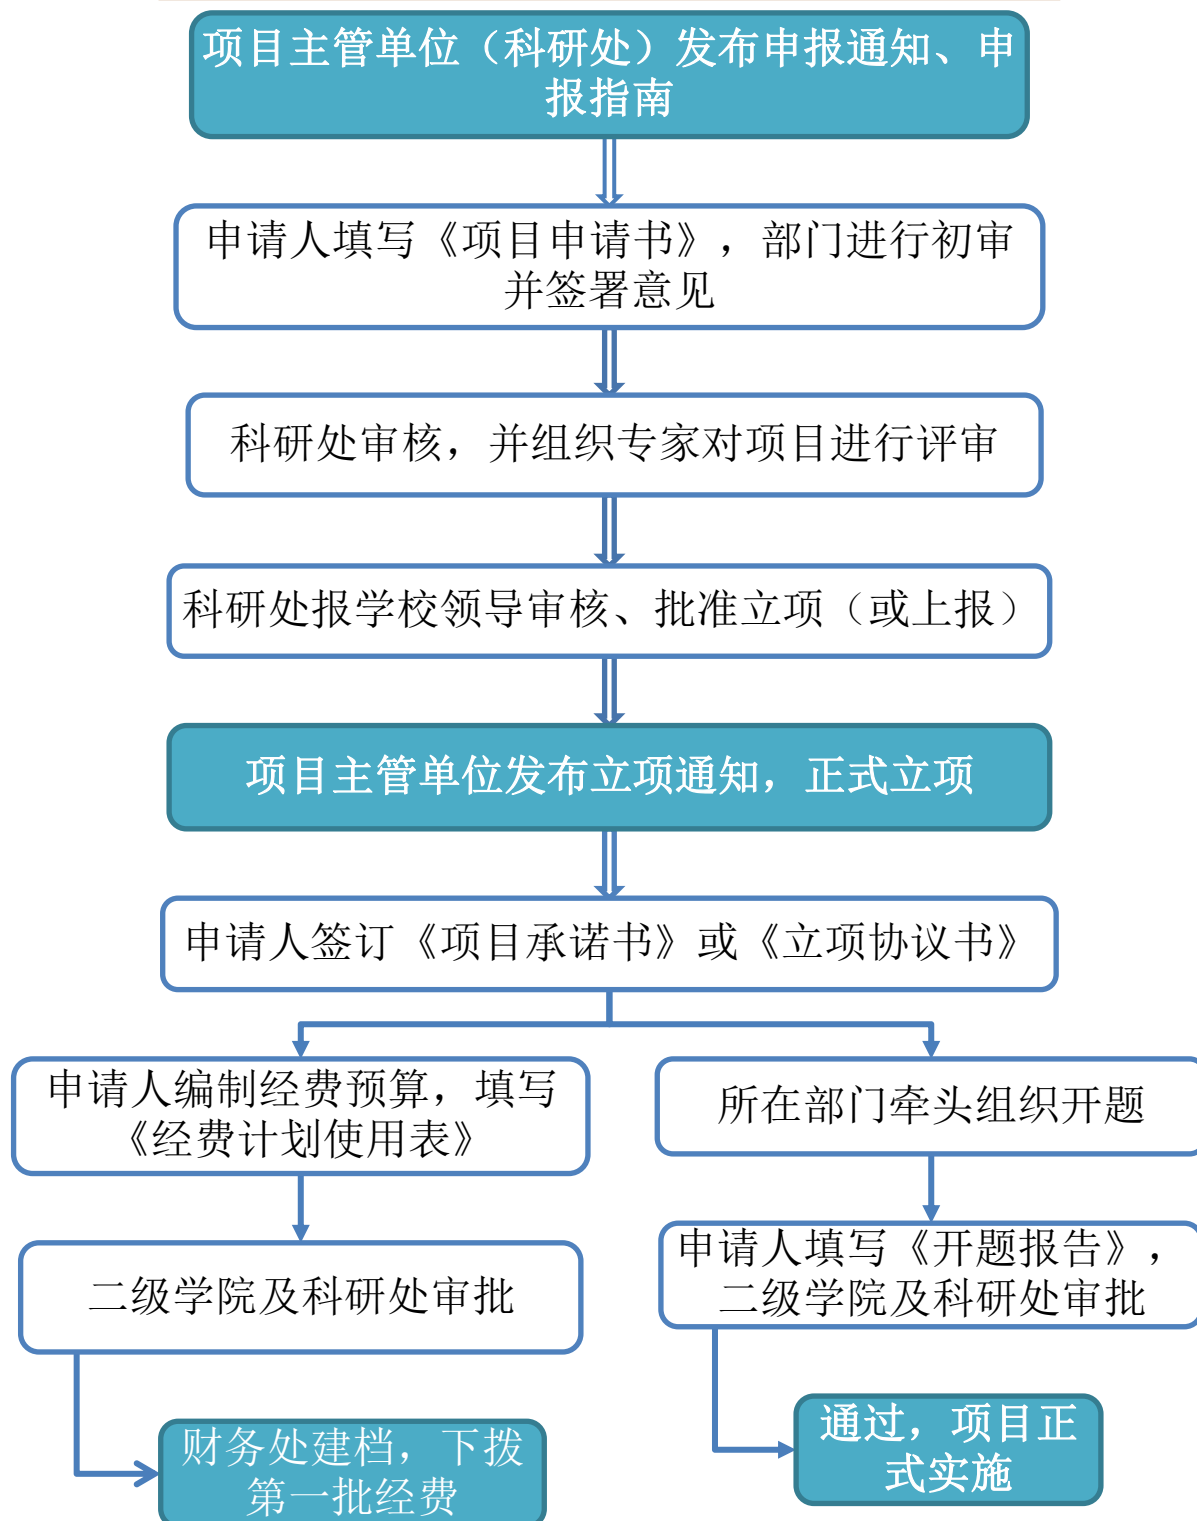 项目主管单位（科研处）发布申报通知、申
报指南
申请人填写《项目申请书》，部门进行初审
并签署意见
科研处审核，并组织专家对项目进行评审
科研处报学校领导审核、批准立项（或上报）
项目主管单位发布立项通知，正式立项
申请人签订《项目承诺书》或《立项协议书》
申请人编制经费预算，填写
《经费计划使用表》
所在部门牵头组织开题
二级学院及科研处审批
申请人填写《开题报告》，
二级学院及科研处审批
财务处建档，下拨
第一批经费
通过，项目正
式实施